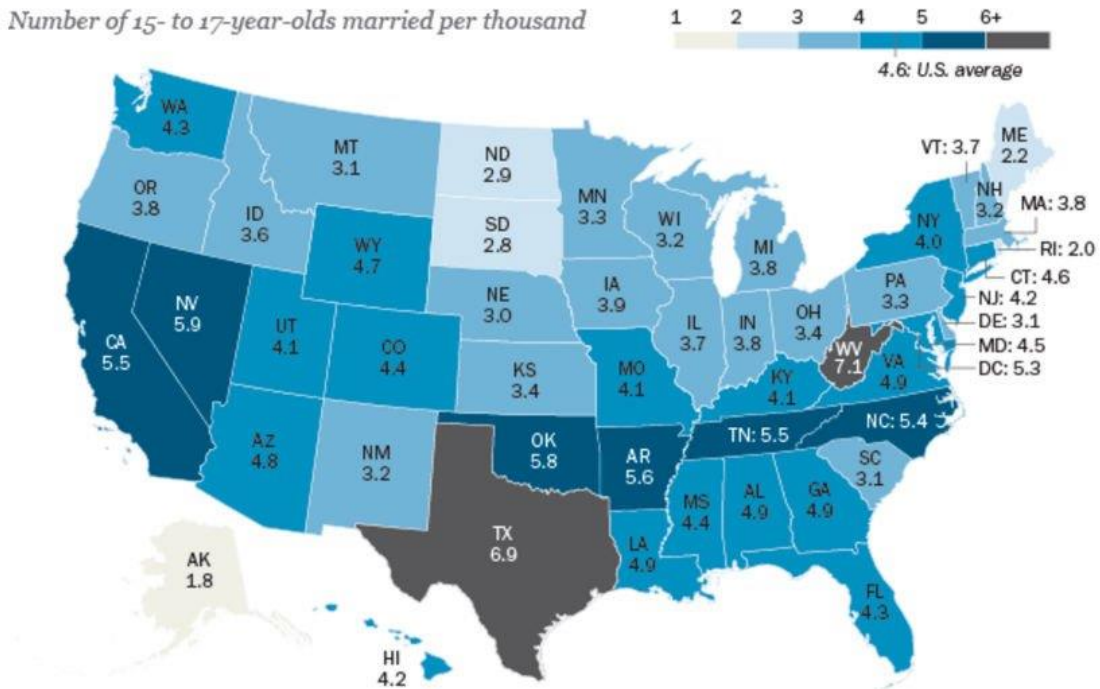 Number of 15- to 17-year-olds married per thousand
1 2 3 4 5 6+
4.6: U.S. average
WA
4.3
MT
3.1
ND
2.9
ME
2.2
VT: 3.7
OR
3.8
ID
3.6
MN
3.3
NH
3.2
MA: 3.8
SD
2.8
WI
3.2
NY
4.0
RI: 2.0
WY
4.7
MI
3.8
CT: 4.6
NJ: 4.2
NE
3.0
IA
3.9
PA
3.3
DE: 3.1
NV
5.9
OH
3.4
MD: 4.5
CA
5.5
UT
4.1
IL
3.7
IN
3.8
WV
7.1
DC: 5.3
CO
4.4
KS
3.4
MO
4.1
VA
4.9
KY
4.1
NC: 5.4
TN: 5.5
AZ
4.8
NM
3.2
OK
5.8
AR
5.6
SC
3.1
MS
4.4
AL
4.9
GA
4.9
TX
6.9
LA
4.9
AK
1.8
FL
4.3
HI
4.2